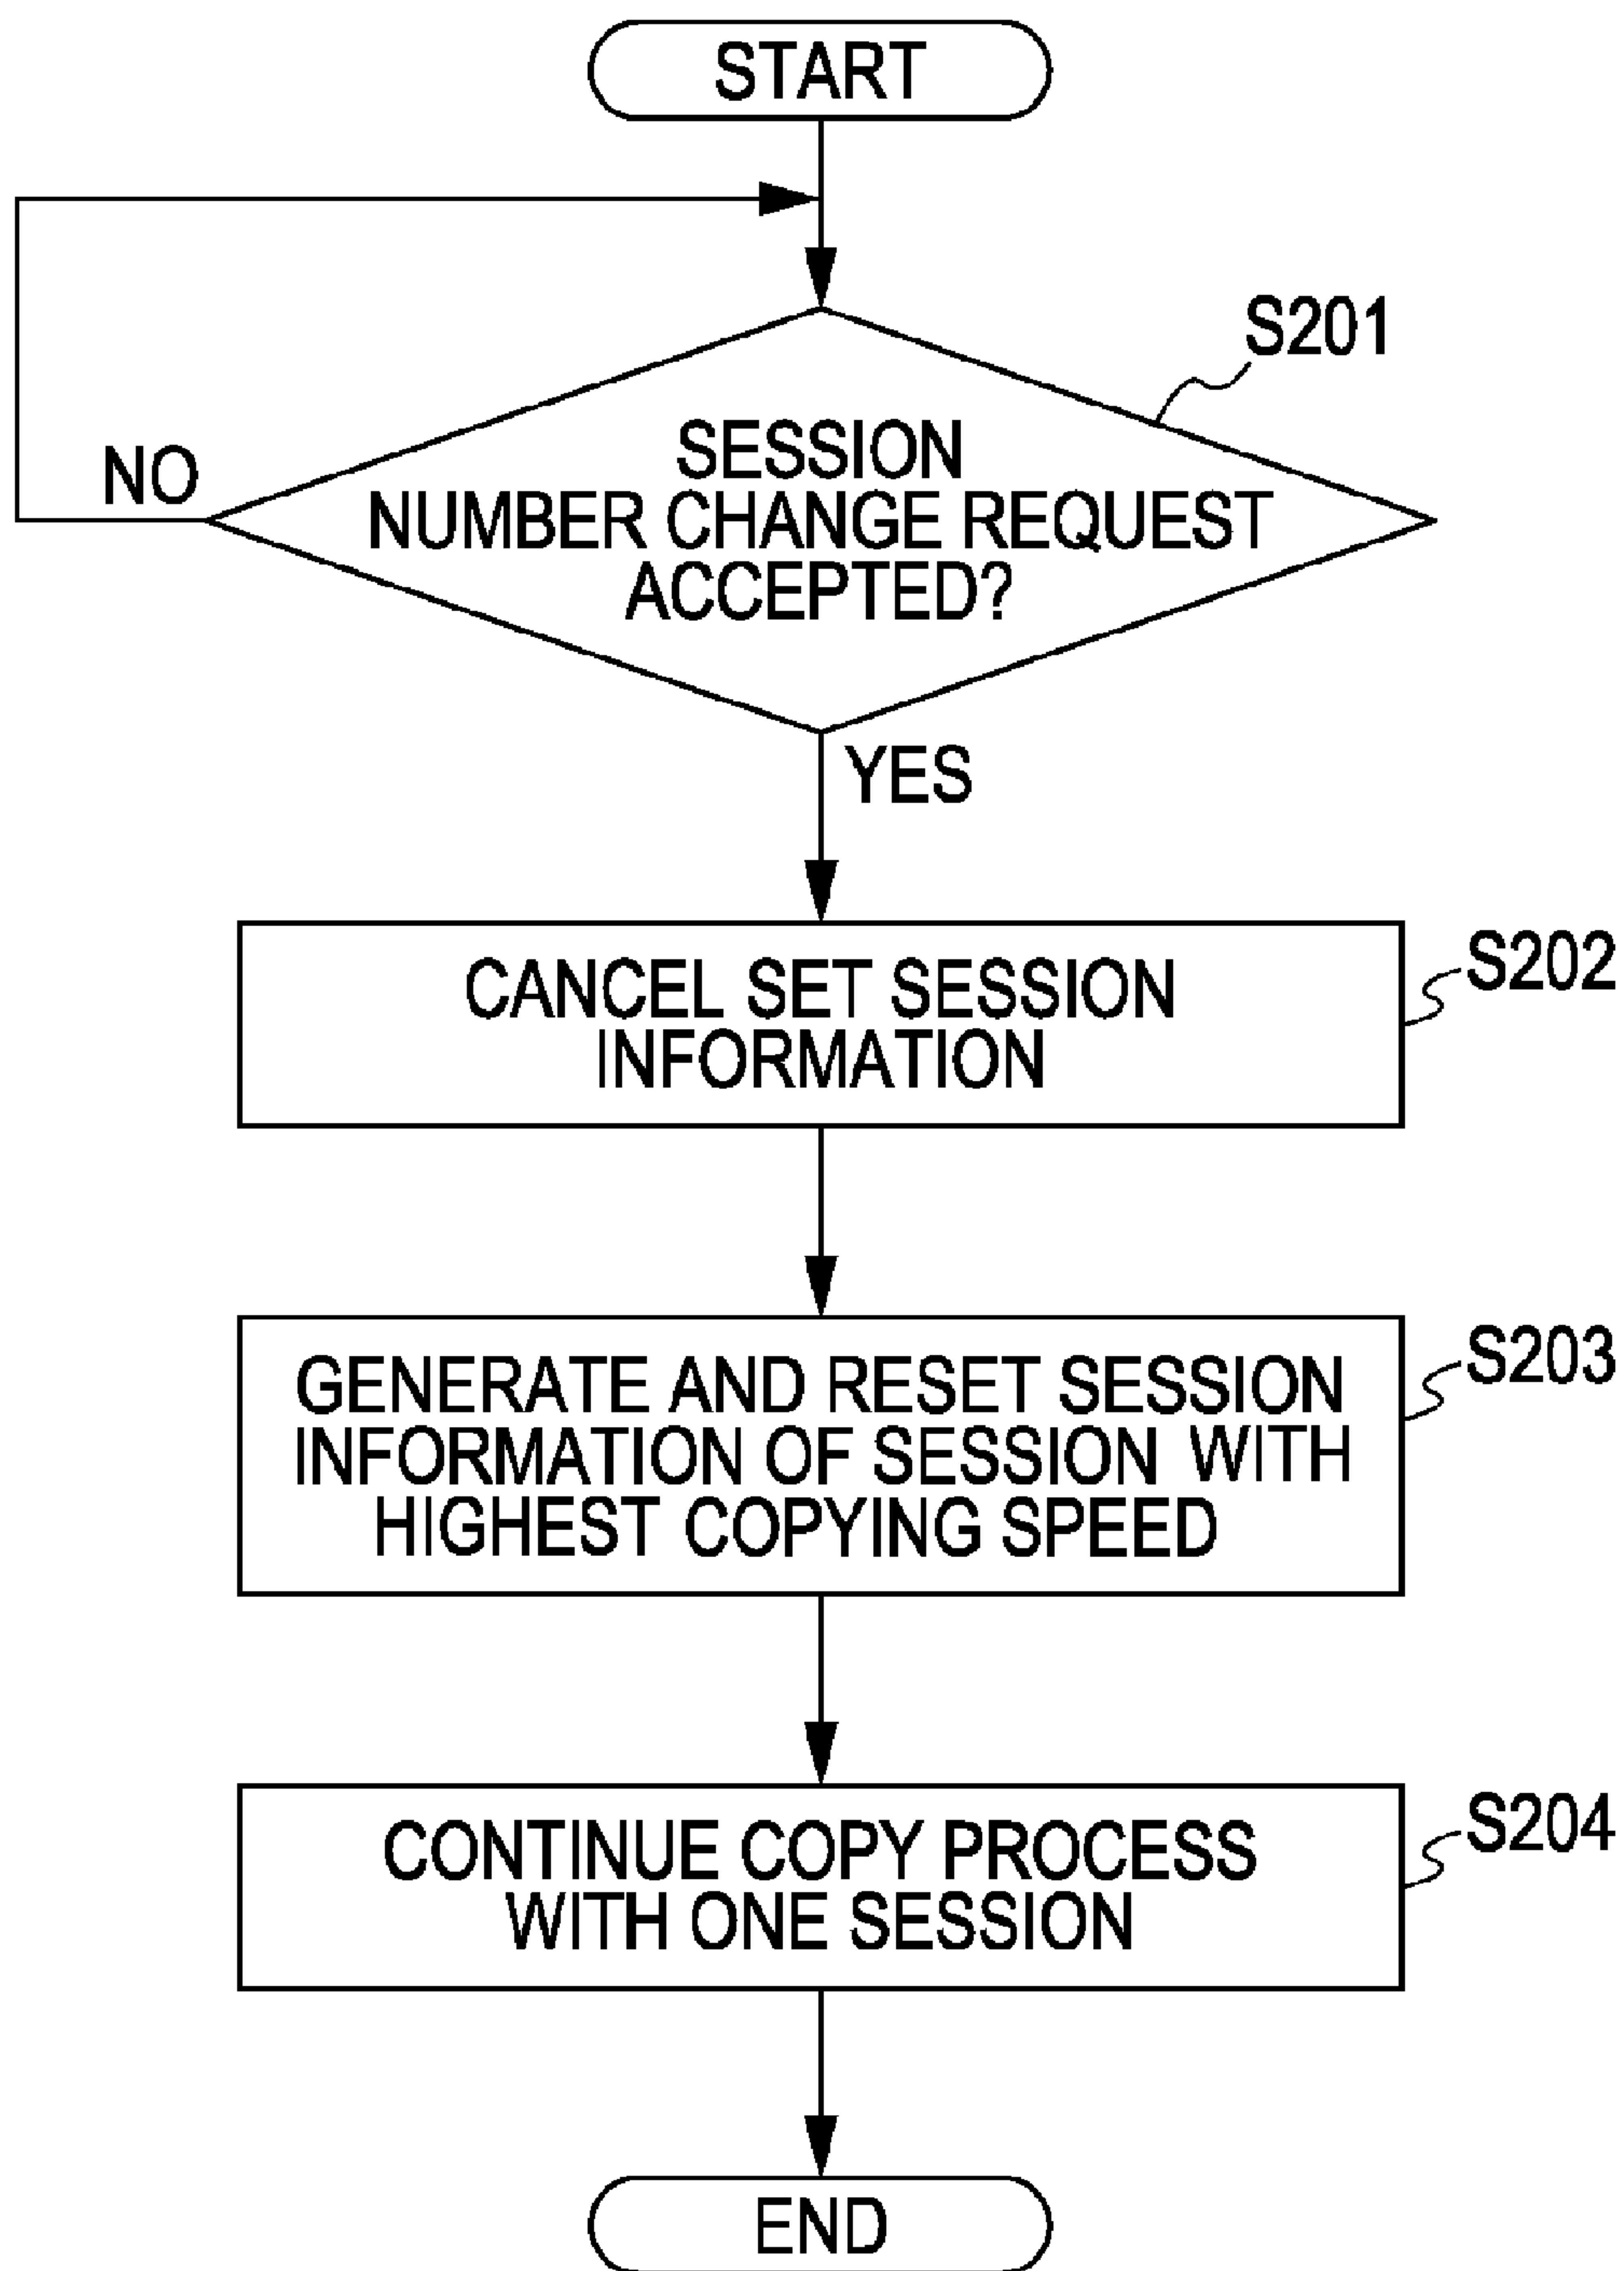 START
S201
SESSION
NUMBER CHANGE REQUEST
ACCEPTED?
NO
YES
CANCEL SET SESSION
INFORMATION
S202
GENERATE AND RESET SESSION
INFORMATION OF SESSION WITH
HIGHEST COPYING SPEED
S203
CONTINUE COPY PROCESS
WITH ONE SESSION
S204
END